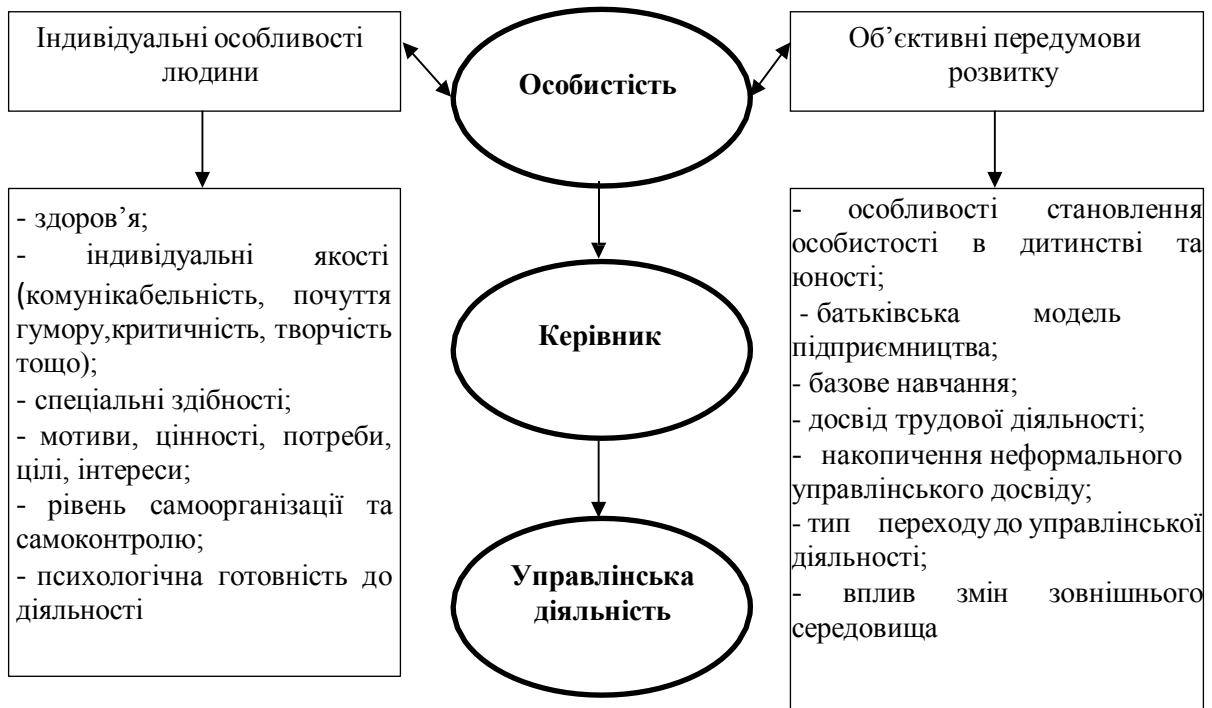 Індивідуальні особливості
людини
Особистість
Об’єктивні передумови
розвитку
- здоров’я;
- індивідуальні якості
(комунікабельність, почуття
гумору,критичність, творчість
тощо);
- спеціальні здібності;
- мотиви, цінності, потреби,
цілі, інтереси;
- рівень самоорганізації та
самоконтролю;
- психологічна готовність до
діяльності
Керівник
Управлінська
діяльність
- особливості становлення
особистості в дитинстві та
юності;
- батьківська модель
підприємництва;
- базове навчання;
- досвід трудової діяльності;
- накопичення неформального
управлінського досвіду;
- тип переходу до управлінської
діяльності;
- вплив змін зовнішнього
середовища